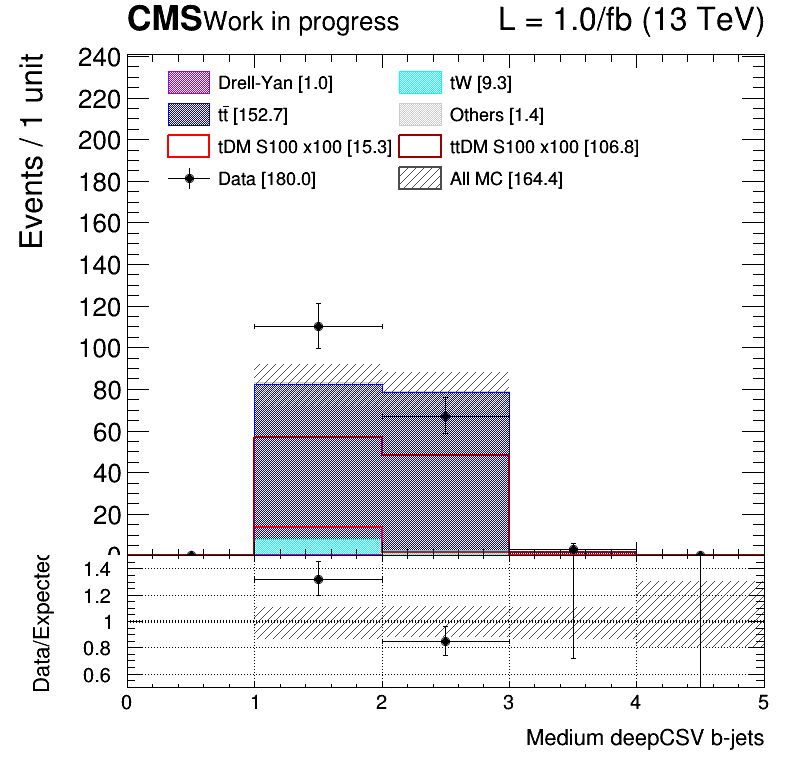 CMS Work in progress L = 1.0/fb (13 TeV)
Events / 1 unit
240
220
200
180
160
140
120
100
80
60
40
20
0
Drell-Yan [1.0] tW [9.3]
tt̄ [152.7] Others [1.4]
tDM S100 x100 [15.3] ttDM S100 x100 [106.8]
Data [180.0] All MC [164.4]
Data/Expected
1.4
1.2
1
0.8
0.6
0 1 2 3 4 5
Medium deepCSV b-jets